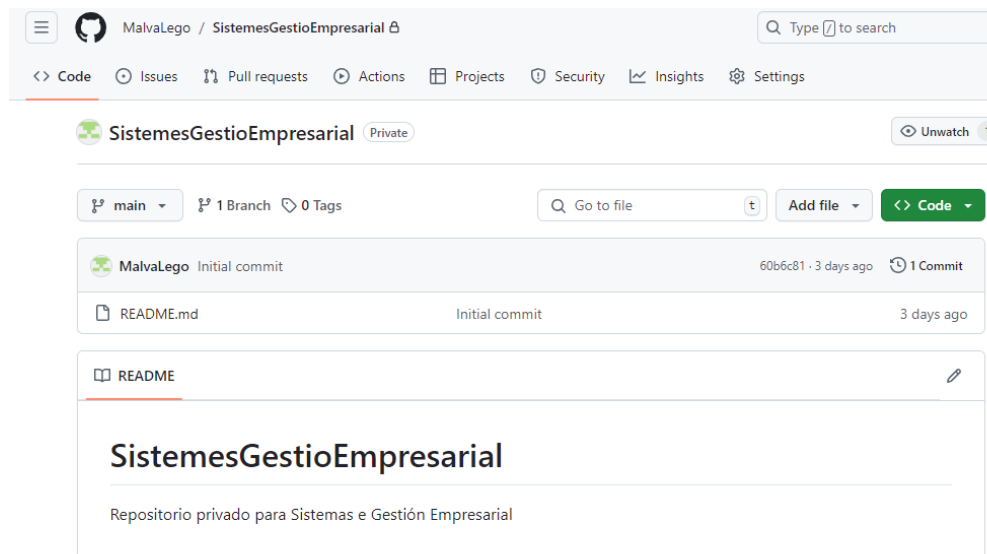 MalvaLego / SistemesGestioEmpresarial
Type / to search
<> Code Issues Pull requests Actions Projects Security Insights Settings
SistemesGestioEmpresarial Private
Unwatch
main 1 Branch 0 Tags
Go to file t
Add file
<> Code
MalvaLego Initial commit 60b6c81 · 3 days ago 1 Commit
README.md Initial commit 3 days ago
README
SistemesGestioEmpresarial
Repositorio privado para Sistemas e Gestión Empresarial